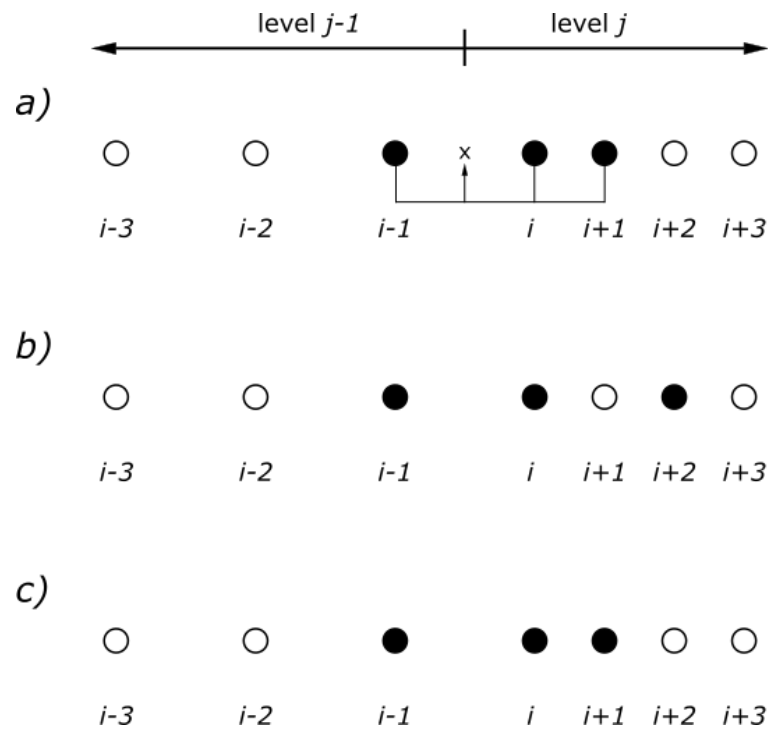 level j-1 level j
a)
x
i-3 i-2 i-1 i i+1 i+2 i+3
b)
i-3 i-2 i-1 i i+1 i+2 i+3
c)
i-3 i-2 i-1 i i+1 i+2 i+3